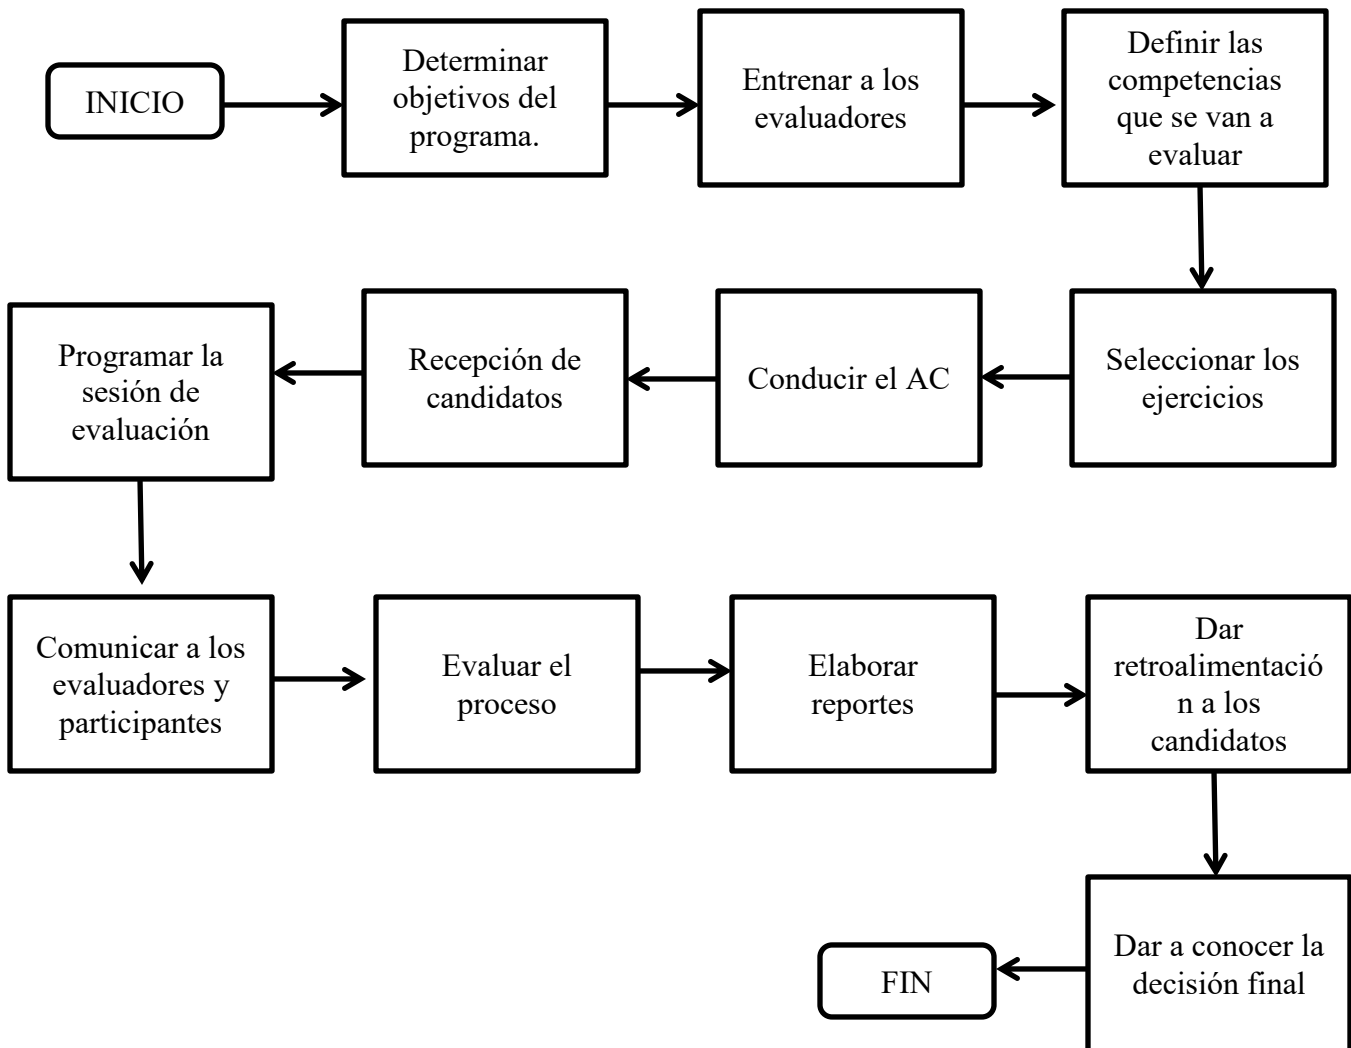 INICIO
Determinar
objetivos del
programa.
Entrenar a los
evaluadores
Definir las
competencias
que se van a
evaluar
Seleccionar los
ejercicios
Conducir el AC
Recepción de
candidatos
Programar la
sesión de
evaluación
Comunicar a los
evaluadores y
participantes
Evaluar el
proceso
Elaborar
reportes
Dar
retroalimentació
n a los
candidatos
Dar a conocer la
decisión final
FIN